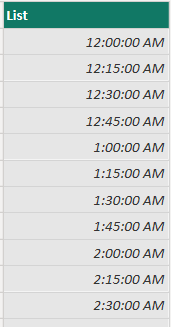 List
12:00:00 AM
12:15:00 AM
12:30:00 AM
12:45:00 AM
1:00:00 AM
1:15:00 AM
1:30:00 AM
1:45:00 AM
2:00:00 AM
2:15:00 AM
2:30:00 AM